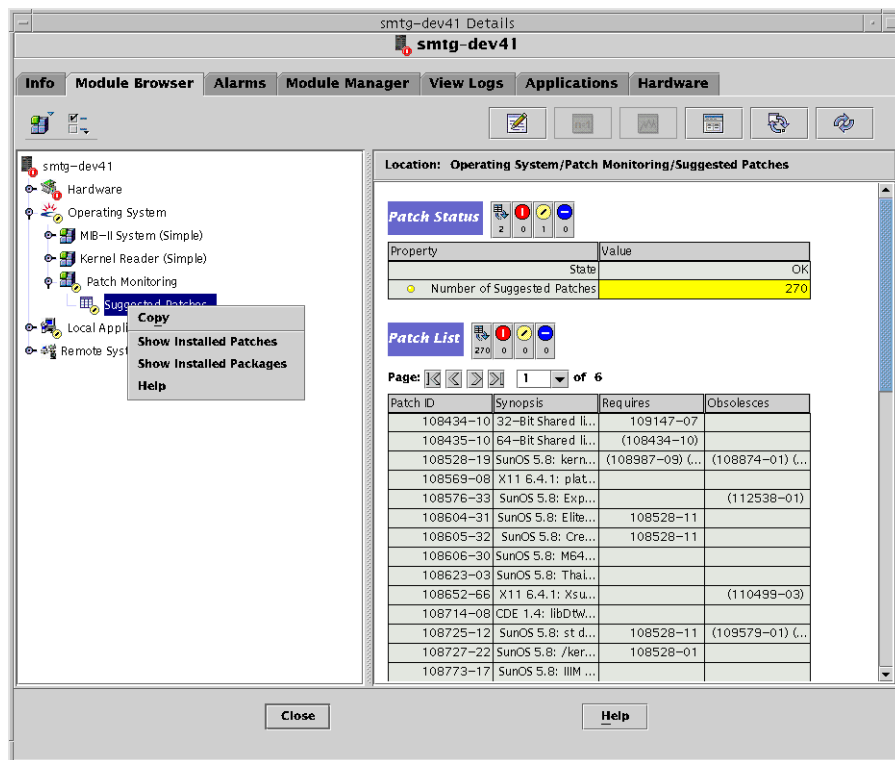 smtg-dev41 Details
smtg-dev41
Info Module Browser Alarms Module Manager View Logs Applications Hardware
smtg-dev41
Hardware
Operating System
MIB-II System (Simple)
Kernel Reader (Simple)
Patch Monitoring
Suggested Patches
Local Appli
Remote Syst
Copy
Show Installed Patches
Show Installed Packages
Help
Location: Operating System/Patch Monitoring/Suggested Patches
Patch Status 2 0 1 0
Property Value
State OK
Number of Suggested Patches 270
Patch List 270 0 0 0
Page: 1 of 6
Patch ID Synopsis Requires Obsolesces
108434-10 32-Bit Shared li... 109147-07
108435-10 64-Bit Shared li... (108434-10)
108528-19 SunOS 5.8: kern... (108987-09) (... (108874-01) (...
108569-08 X11 6.4.1: plat...
108576-33 SunOS 5.8: Exp... (112538-01)
108604-31 SunOS 5.8: Elite... 108528-11
108605-32 SunOS 5.8: Cre... 108528-11
108606-30 SunOS 5.8: M64...
108623-03 SunOS 5.8: Thai...
108652-66 X11 6.4.1: Xsu... (110499-03)
108714-08 CDE 1.4: libDtW...
108725-12 SunOS 5.8: st d... 108528-11 (109579-01) (...
108727-22 SunOS 5.8: /ker... 108528-01
108773-17 SunOS 5.8: IIIM ...
Close Help